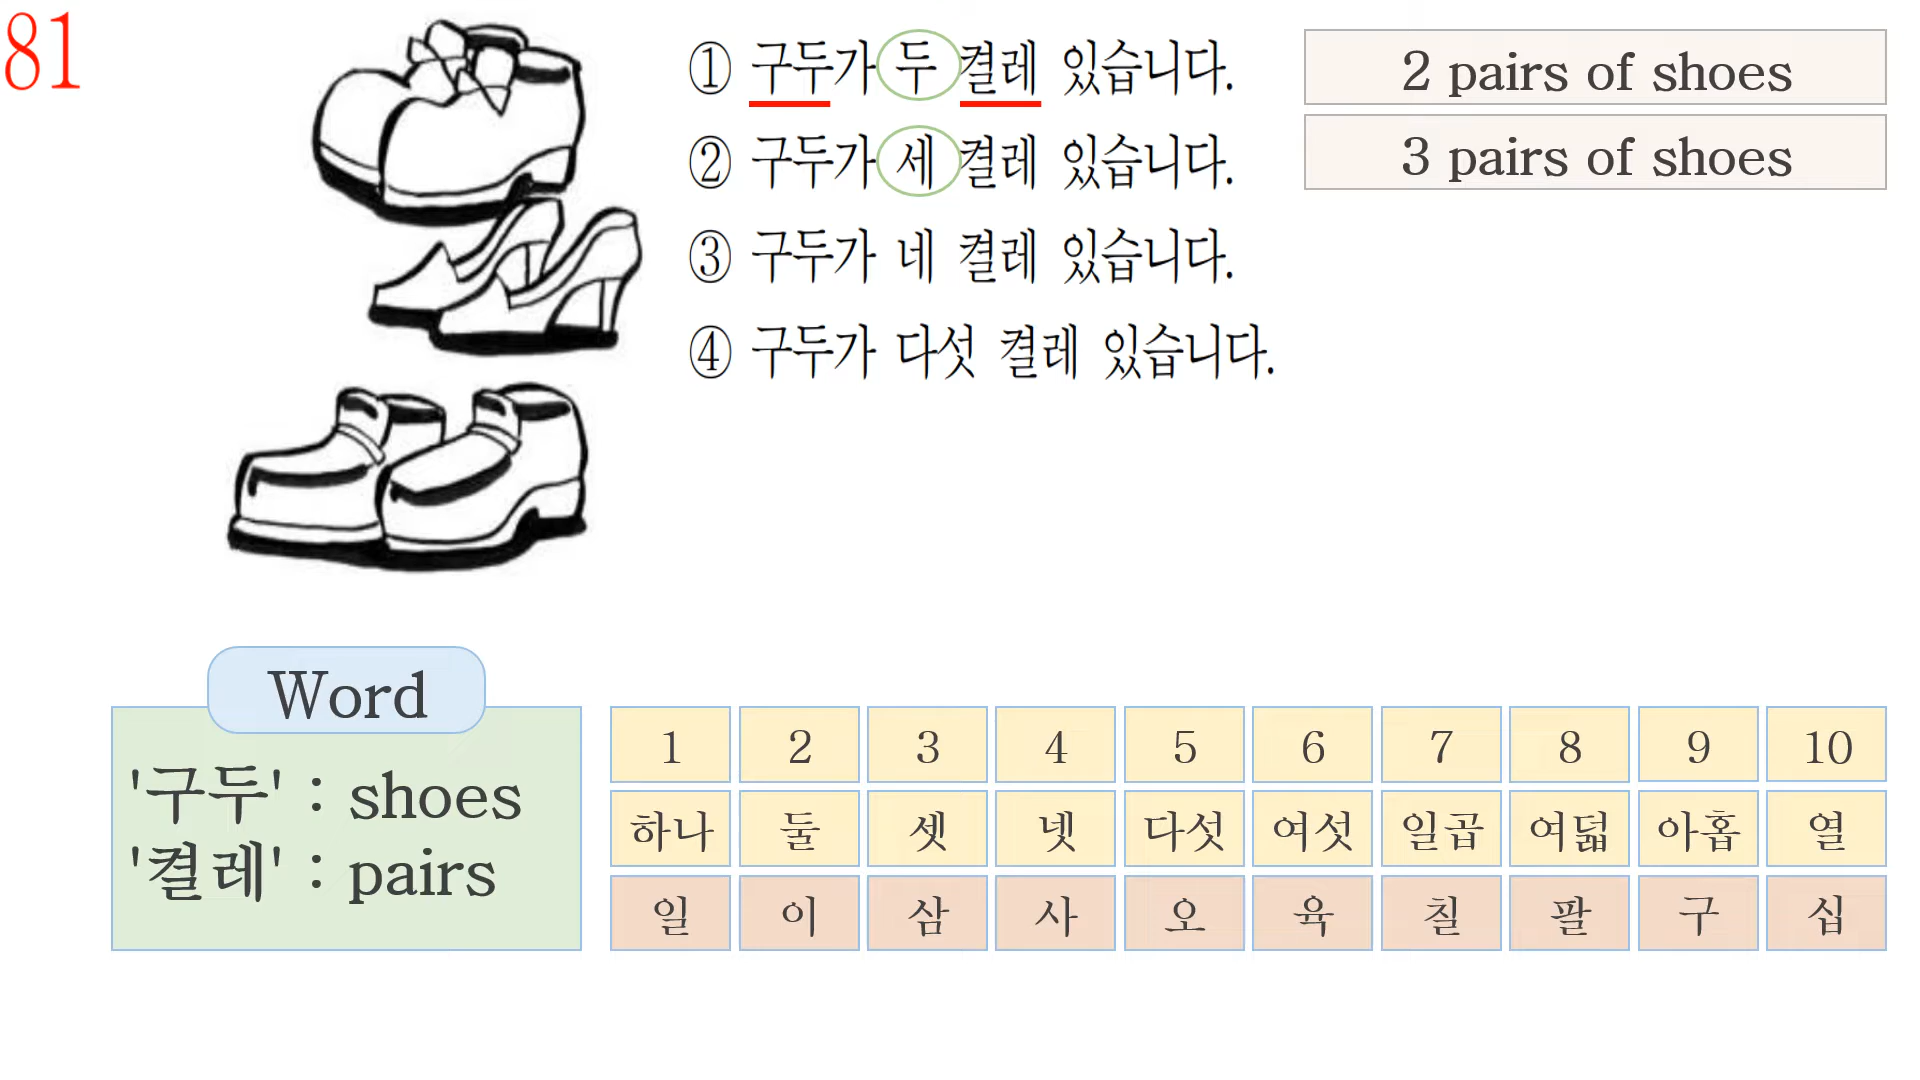 81
① 구두가 두 켤레 있습니다.
② 구두가 세 켤레 있습니다.
③ 구두가 네 켤레 있습니다.
④ 구두가 다섯 켤레 있습니다.
2 pairs of shoes
3 pairs of shoes
Word
'구두' : shoes
'켤레' : pairs
1 2 3 4 5 6 7 8 9 10
하나 둘 셋 넷 다섯 여섯 일곱 여덟 아홉 열
일 이 삼 사 오 육 칠 팔 구 십